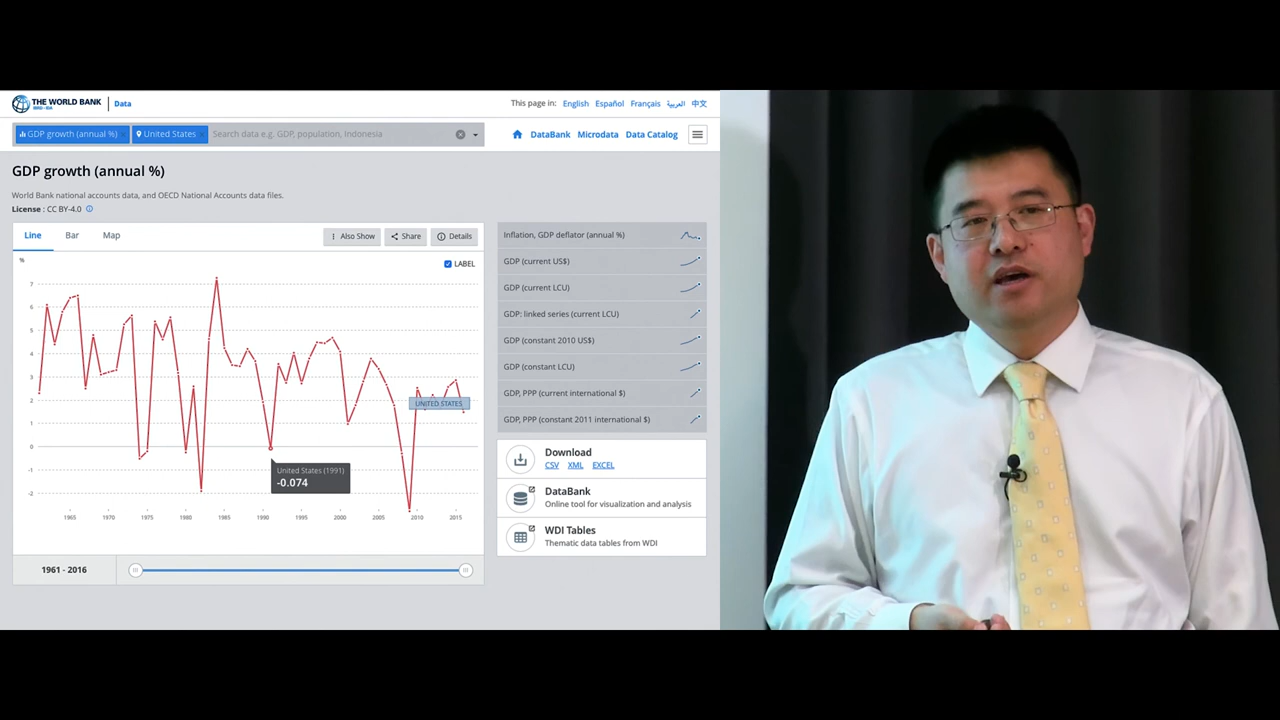 THE WORLD BANK
IBRD • IDA
Data
This page in: English Español Français العربية 中文
GDP growth (annual %) × United States × Search data e.g. GDP, population, Indonesia
DataBank Microdata Data Catalog
GDP growth (annual %)
World Bank national accounts data, and OECD National Accounts data files.
License : CC BY-4.0
Line Bar Map Also Show Share Details
%
LABEL
7
6
5
4
3
2
1
0
-1
-2
UNITED STATES
United States (1991)
-0.074
1965 1970 1975 1980 1985 1990 1995 2000 2005 2010 2015
1961 - 2016
Inflation, GDP deflator (annual %)
GDP (current US$)
GDP (current LCU)
GDP: linked series (current LCU)
GDP (constant 2010 US$)
GDP (constant LCU)
GDP, PPP (current international $)
GDP, PPP (constant 2011 international $)
Download
CSV XML EXCEL
DataBank
Online tool for visualization and analysis
WDI Tables
Thematic data tables from WDI